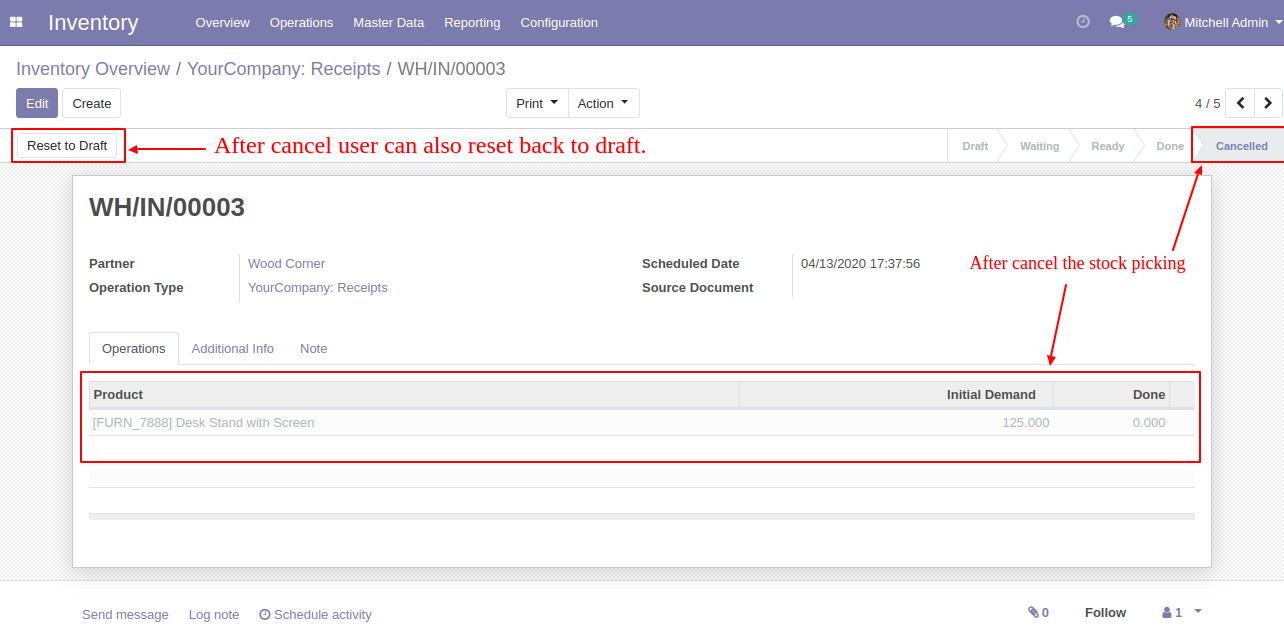 Inventory Overview Operations Master Data Reporting Configuration 5 Mitchell Admin
Inventory Overview / YourCompany: Receipts / WH/IN/00003
Edit Create Print Action 4 / 5
Reset to Draft After cancel user can also reset back to draft. Draft Waiting Ready Done Cancelled
WH/IN/00003
Partner Wood Corner Scheduled Date 04/13/2020 17:37:56 After cancel the stock picking
Operation Type YourCompany: Receipts Source Document
Operations Additional Info Note
Product Initial Demand Done
[FURN_7888] Desk Stand with Screen 125.000 0.000
Send message Log note Schedule activity 0 Follow 1